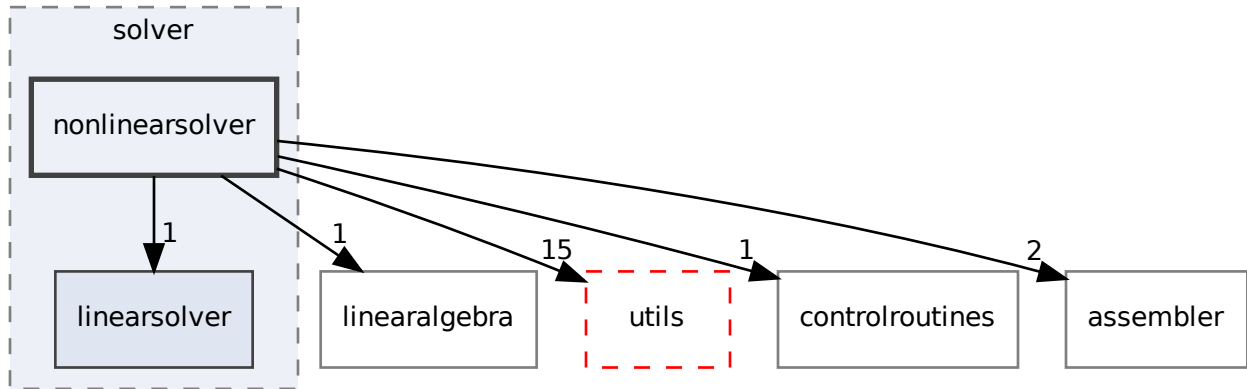 solver
nonlinearsolver
1
1
15
1
2
linearsolver
linearalgebra
utils
controlroutines
assembler